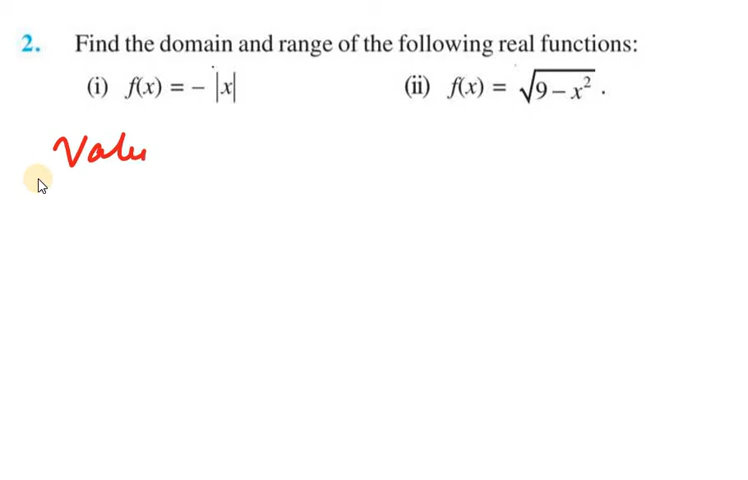 2. Find the domain and range of the following real functions:
(i) f(x) = – |x| (ii) f(x) = √9 – x² .
Valu